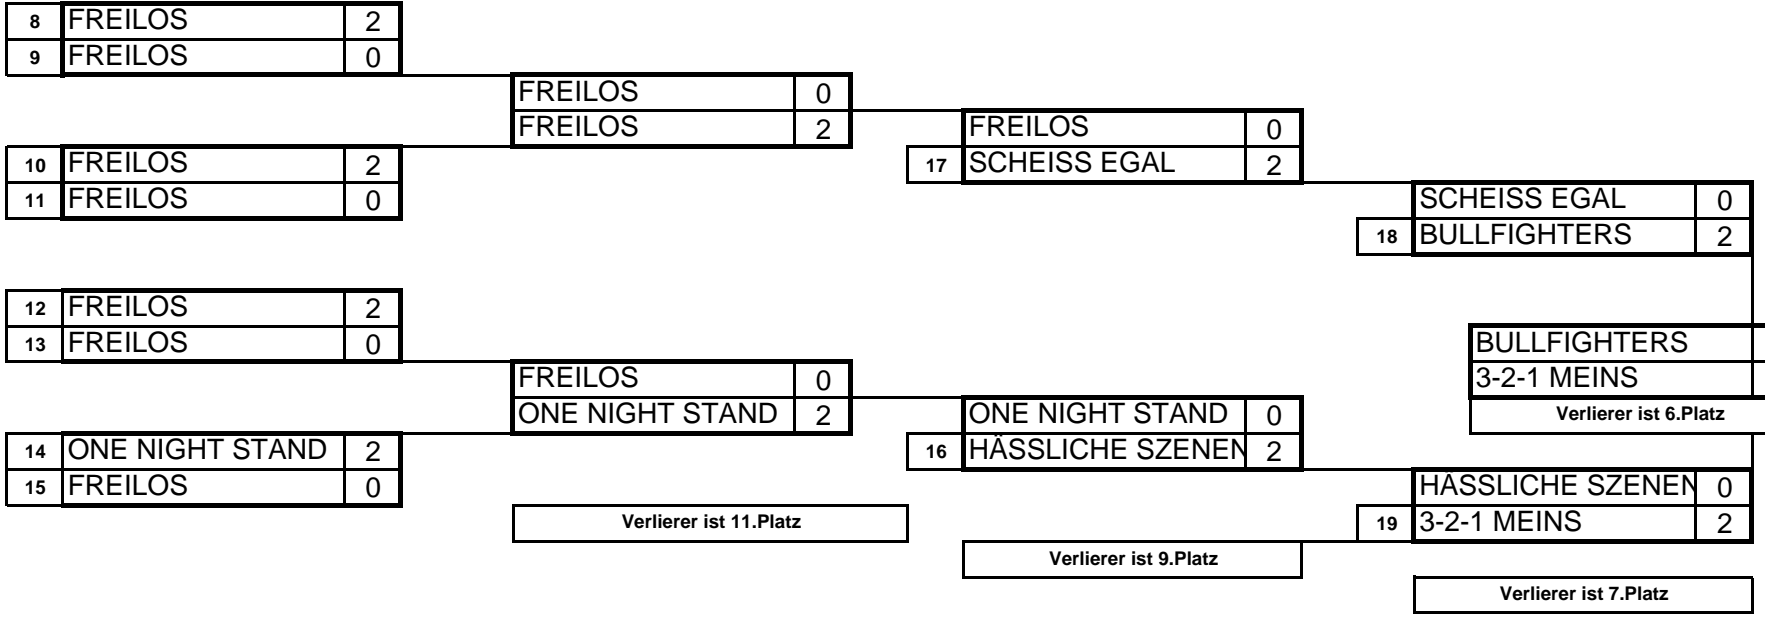 8 FREILOS 2
9 FREILOS 0
FREILOS 0
FREILOS 2
FREILOS 0
10 FREILOS 2
17 SCHEISS EGAL 2
11 FREILOS 0
SCHEISS EGAL 0
18 BULLFIGHTERS 2
12 FREILOS 2
13 FREILOS 0
BULLFIGHTERS
FREILOS 0
3-2-1 MEINS
ONE NIGHT STAND 2
ONE NIGHT STAND 0
Verlierer ist 6.Platz
14 ONE NIGHT STAND 2
16 HÄSSLICHE SZENEN 2
15 FREILOS 0
HÄSSLICHE SZENEN 0
Verlierer ist 11.Platz
19 3-2-1 MEINS 2
Verlierer ist 9.Platz
Verlierer ist 7.Platz